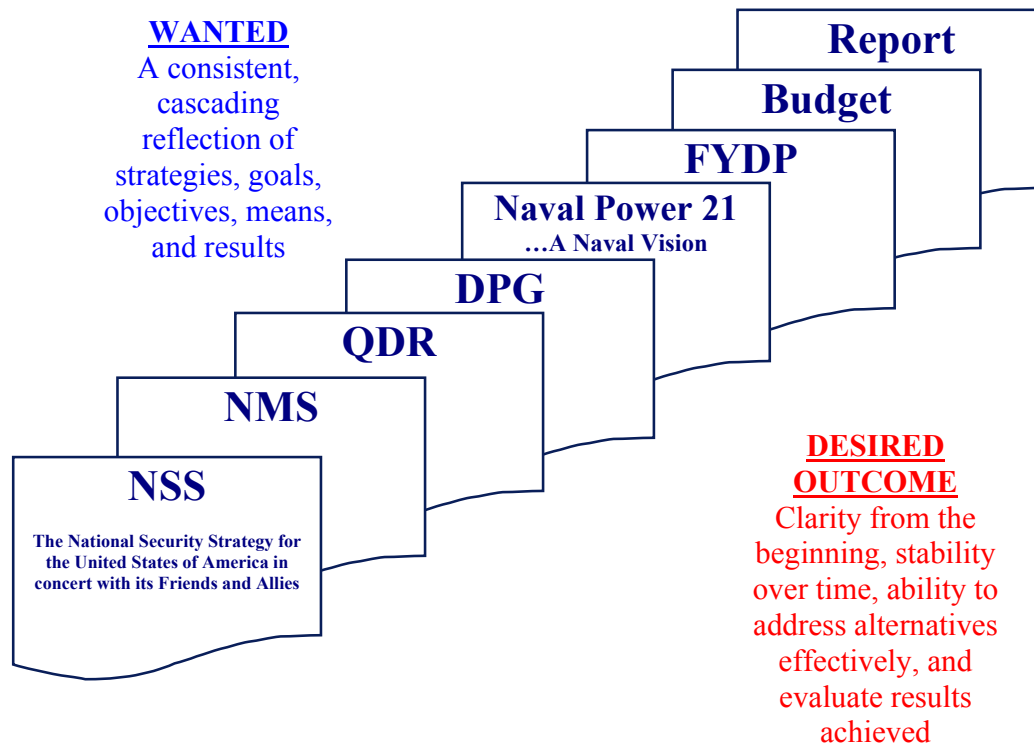 WANTED
A consistent,
cascading
reflection of
strategies, goals,
objectives, means,
and results
Report
Budget
FYDP
Naval Power 21
…A Naval Vision
DPG
QDR
NMS
NSS
The National Security Strategy for
the United States of America in
concert with its Friends and Allies
DESIRED
OUTCOME
Clarity from the
beginning, stability
over time, ability to
address alternatives
effectively, and
evaluate results
achieved